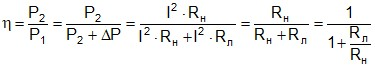 η = P₂/P₁ = P₂/(P₂ + ΔP) = I² · Rн/(I² · Rн + I² · Rл) = Rн/(Rн + Rл) = 1/(1 + Rл/Rн)